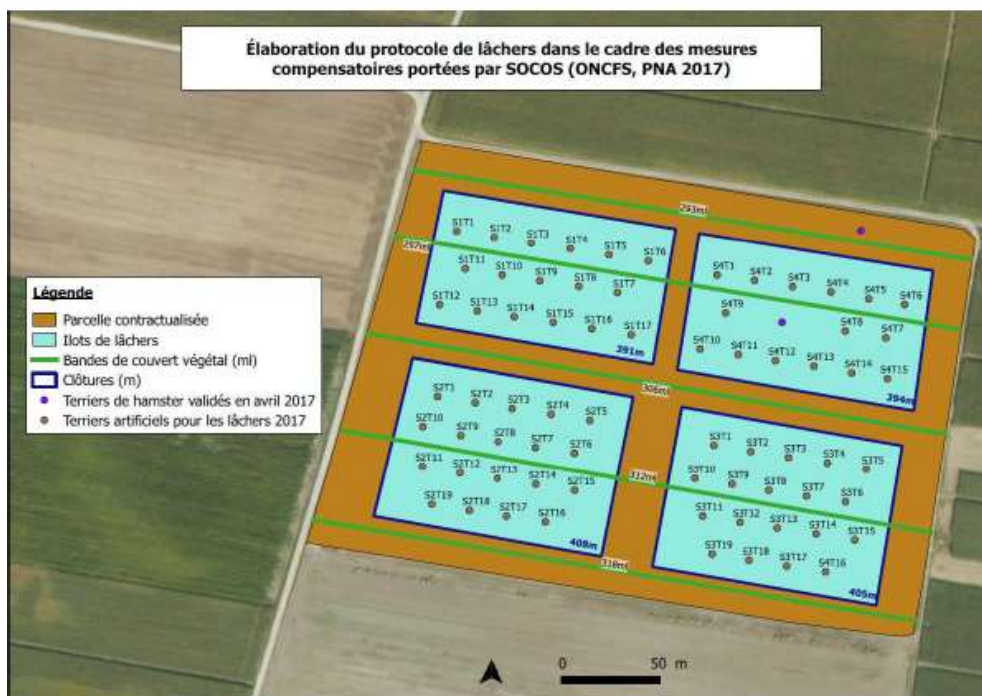 Élaboration du protocole de lâchers dans le cadre des mesures
compensatoires portées par SOCOS (ONCFS, PNA 2017)
293ml
297ml
S1T1 S1T2 S1T3 S1T4 S1T5 S1T6
S1T11 S1T10 S1T9 S1T8 S1T7
S1T12 S1T13 S1T14 S1T15 S1T16 S1T17
391m
S4T1 S4T2 S4T3 S4T4 S4T5 S4T6
S4T9 S4T8 S4T7
S4T10 S4T11 S4T12 S4T13 S4T14 S4T15
394m
Légende
Parcelle contractualisée
Ilots de lâchers
Bandes de couvert végétal (ml)
Clôtures (m)
Terriers de hamster validés en avril 2017
Terriers artificiels pour les lâchers 2017
S2T1 S2T2 S2T3 S2T4 S2T5
S2T10 S2T9 S2T8 S2T7 S2T6
312ml
S2T11 S2T12 S2T13 S2T14 S2T15
S2T19 S2T18 S2T17 S2T16
408m
S3T1 S3T2 S3T3 S3T4 S3T5
S3T10 S3T9 S3T8 S3T7 S3T6
S3T11 S3T12 S3T13 S3T14 S3T15
S3T19 S3T18 S3T17 S4T16
405m
318ml
0 50 m